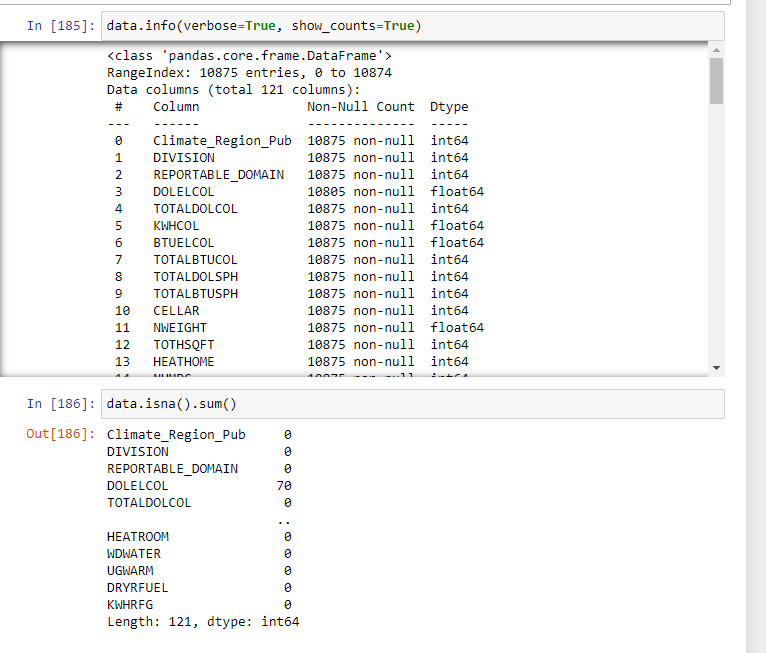 In [185]: data.info(verbose=True, show_counts=True)
<class 'pandas.core.frame.DataFrame'>
RangeIndex: 10875 entries, 0 to 10874
Data columns (total 121 columns):
#   Column   Non-Null Count   Dtype
---   ------   --------------   -----
0   Climate_Region_Pub   10875 non-null   int64
1   DIVISION   10875 non-null   int64
2   REPORTABLE_DOMAIN   10875 non-null   int64
3   DOLELCOL   10805 non-null   float64
4   TOTALDOLCOL   10875 non-null   int64
5   KWHCOL   10875 non-null   float64
6   BTUELCOL   10875 non-null   float64
7   TOTALBTUCOL   10875 non-null   int64
8   TOTALDOLSPH   10875 non-null   int64
9   TOTALBTUSPH   10875 non-null   int64
10   CELLAR   10875 non-null   int64
11   NWEIGHT   10875 non-null   float64
12   TOTHSQFT   10875 non-null   int64
13   HEATHOME   10875 non-null   int64
In [186]: data.isna().sum()
Out[186]: Climate_Region_Pub   0
DIVISION   0
REPORTABLE_DOMAIN   0
DOLELCOL   70
TOTALDOLCOL   0
..
HEATROOM   0
WDWATER   0
UGWARM   0
DRYRFUEL   0
KWHRFG   0
Length: 121, dtype: int64